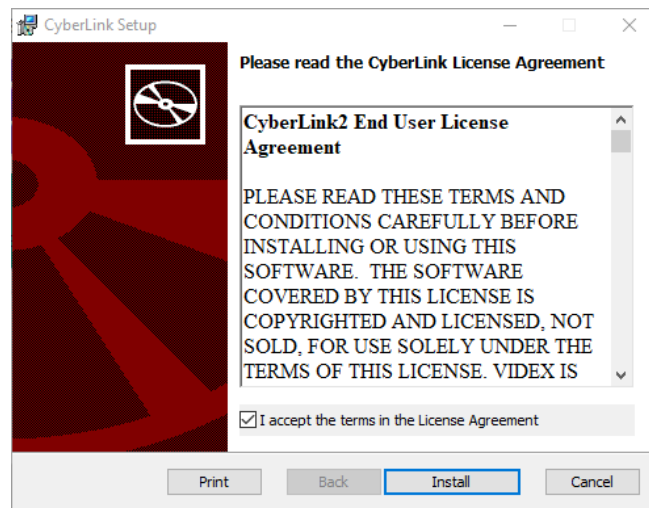 CyberLink Setup
Please read the CyberLink License Agreement
CyberLink2 End User License
Agreement
PLEASE READ THESE TERMS AND
CONDITIONS CAREFULLY BEFORE
INSTALLING OR USING THIS
SOFTWARE.  THE SOFTWARE
COVERED BY THIS LICENSE IS
COPYRIGHTED AND LICENSED, NOT
SOLD, FOR USE SOLELY UNDER THE
TERMS OF THIS LICENSE. VIDEX IS
I accept the terms in the License Agreement
Print Back Install Cancel